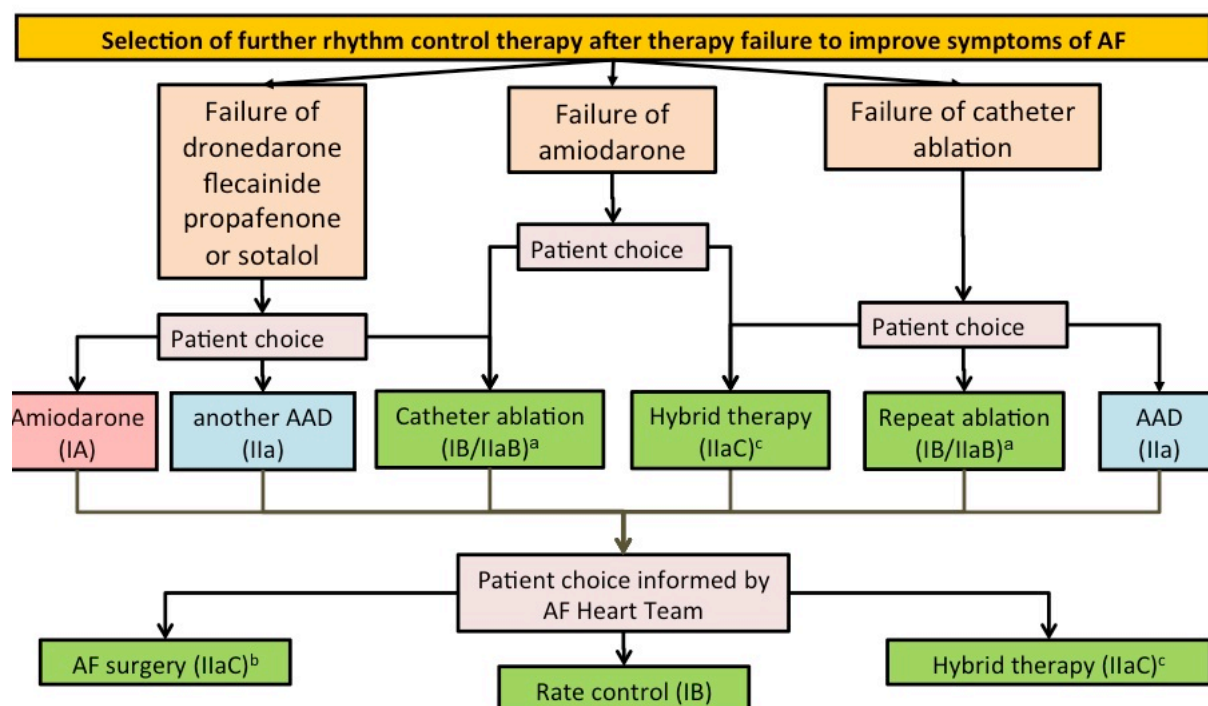 Selection of further rhythm control therapy after therapy failure to improve symptoms of AF
Failure of
dronedarone
flecainide
propafenone
or sotalol
Failure of
amiodarone
Failure of catheter
ablation
Patient choice
Patient choice
Patient choice
Amiodarone
(IA)
another AAD
(IIa)
Catheter ablation
(IB/IIaB)ᵃ
Hybrid therapy
(IIaC)ᶜ
Repeat ablation
(IB/IIaB)ᵃ
AAD
(IIa)
Patient choice informed by
AF Heart Team
AF surgery (IIaC)ᵇ
Rate control (IB)
Hybrid therapy (IIaC)ᶜ